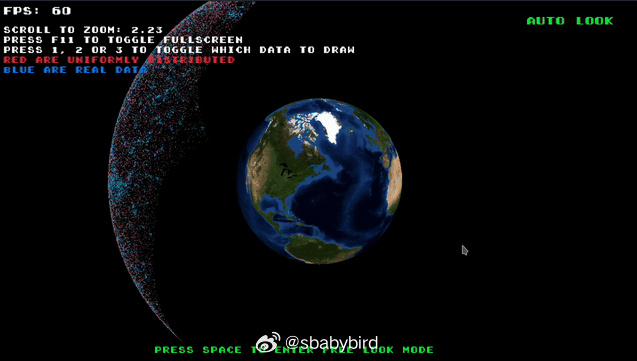 FPS: 60
AUTO LOOK
SCROLL TO ZOOM: 2.23
PRESS F11 TO TOGGLE FULLSCREEN
PRESS 1, 2 OR 3 TO TOGGLE WHICH DATA TO DRAW
RED ARE UNIFORMLY DISTRIBUTED
BLUE ARE REAL DATA
@sbabybird
PRESS SPACE TO ENTER FREE LOOK MODE